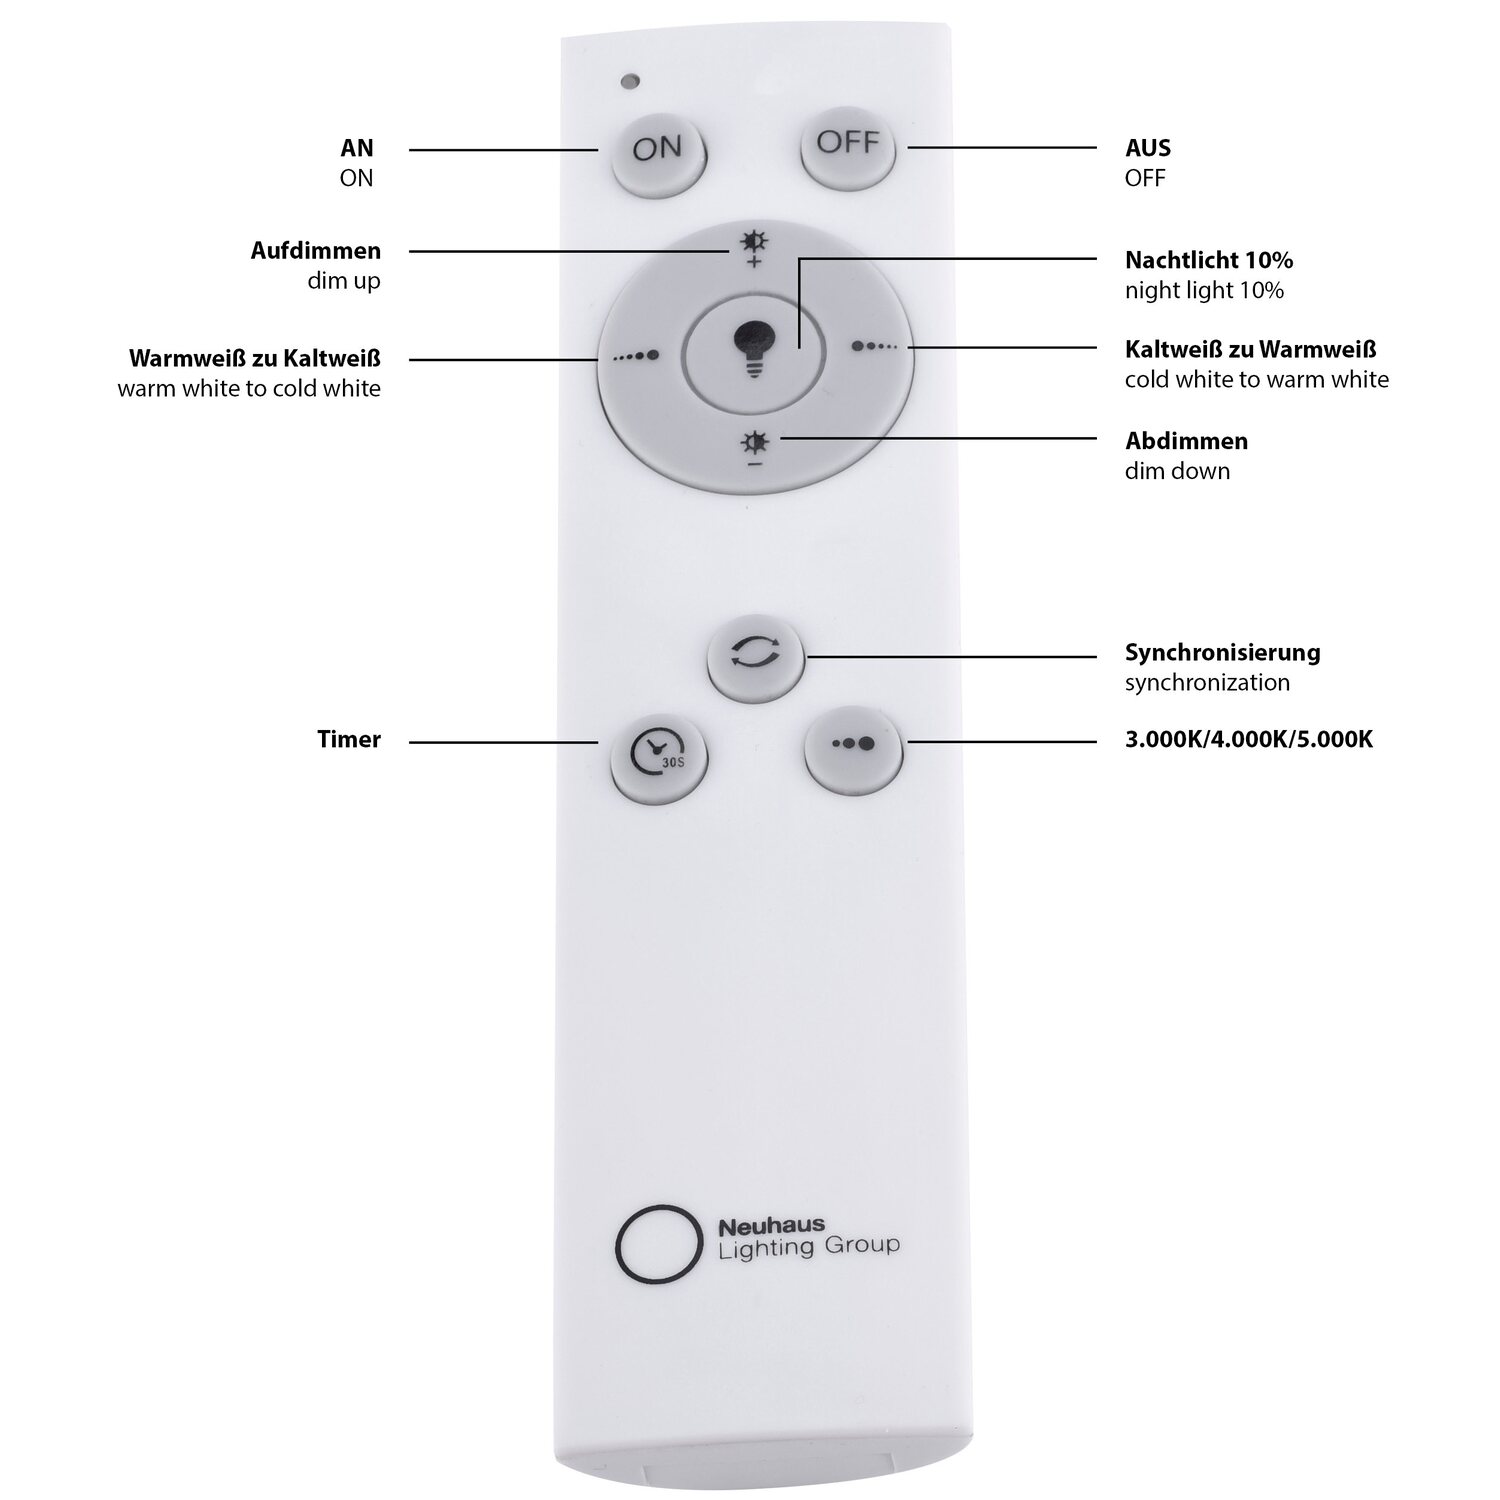 AN
ON
ON
OFF
AUS
OFF
Aufdimmen
dim up
+
Nachtlicht 10%
night light 10%
Warmweiß zu Kaltweiß
warm white to cold white
Kaltweiß zu Warmweiß
cold white to warm white
Abdimmen
dim down
−
Synchronisierung
synchronization
Timer
30S
3.000K/4.000K/5.000K
Neuhaus
Lighting Group